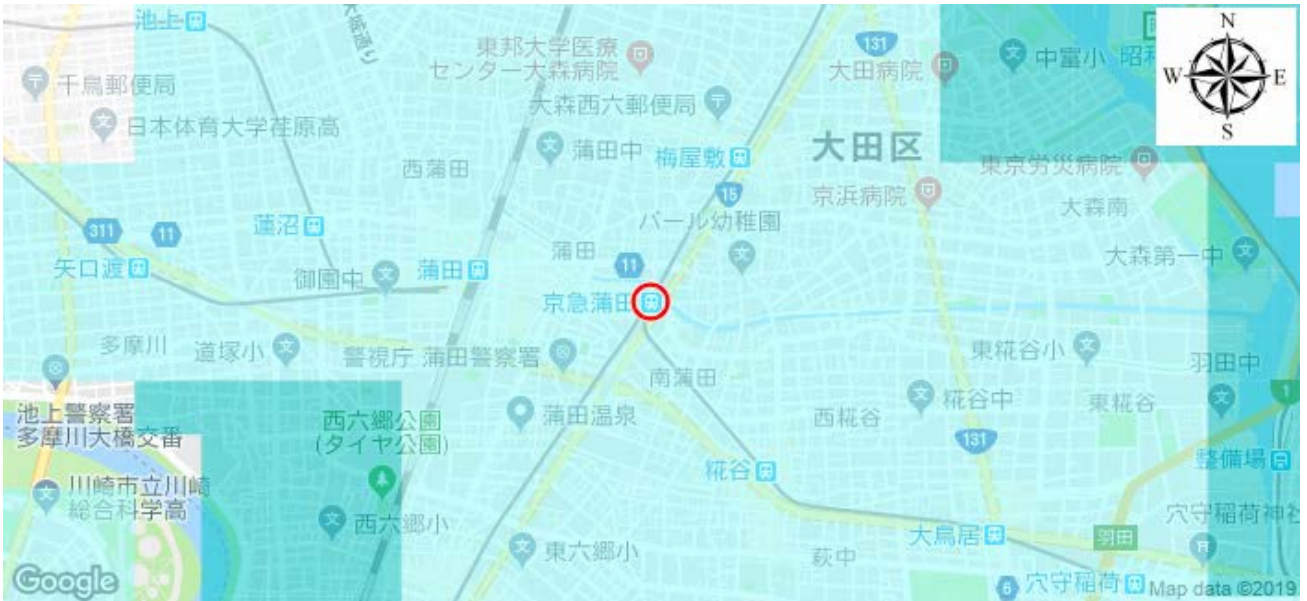 池上
大城通り
N
W
E
S
東邦大学医療
センター大森病院
131
大田病院
中富小
昭和
千鳥郵便局
大森西六郵便局
日本体育大学荏原高
西蒲田
蒲田中
梅屋敷
大田区
東京労災病院
京浜病院
大森南
15
パール幼稚園
311
11
蓮沼
蒲田
11
大森第一中
矢口渡
御園中
蒲田
京急蒲田
多摩川
道塚小
警視庁 蒲田警察署
東糀谷小
羽田中
南蒲田
1
池上警察署
多摩川大橋交番
西六郷公園
(タイヤ公園)
蒲田温泉
西糀谷
糀谷中
東糀谷
131
糀谷
整備場
川崎市立川崎
総合科学高
西六郷小
穴守稲荷神社
東六郷小
大鳥居
羽田
萩中
6
穴守稲荷
Google
Map data ©2019